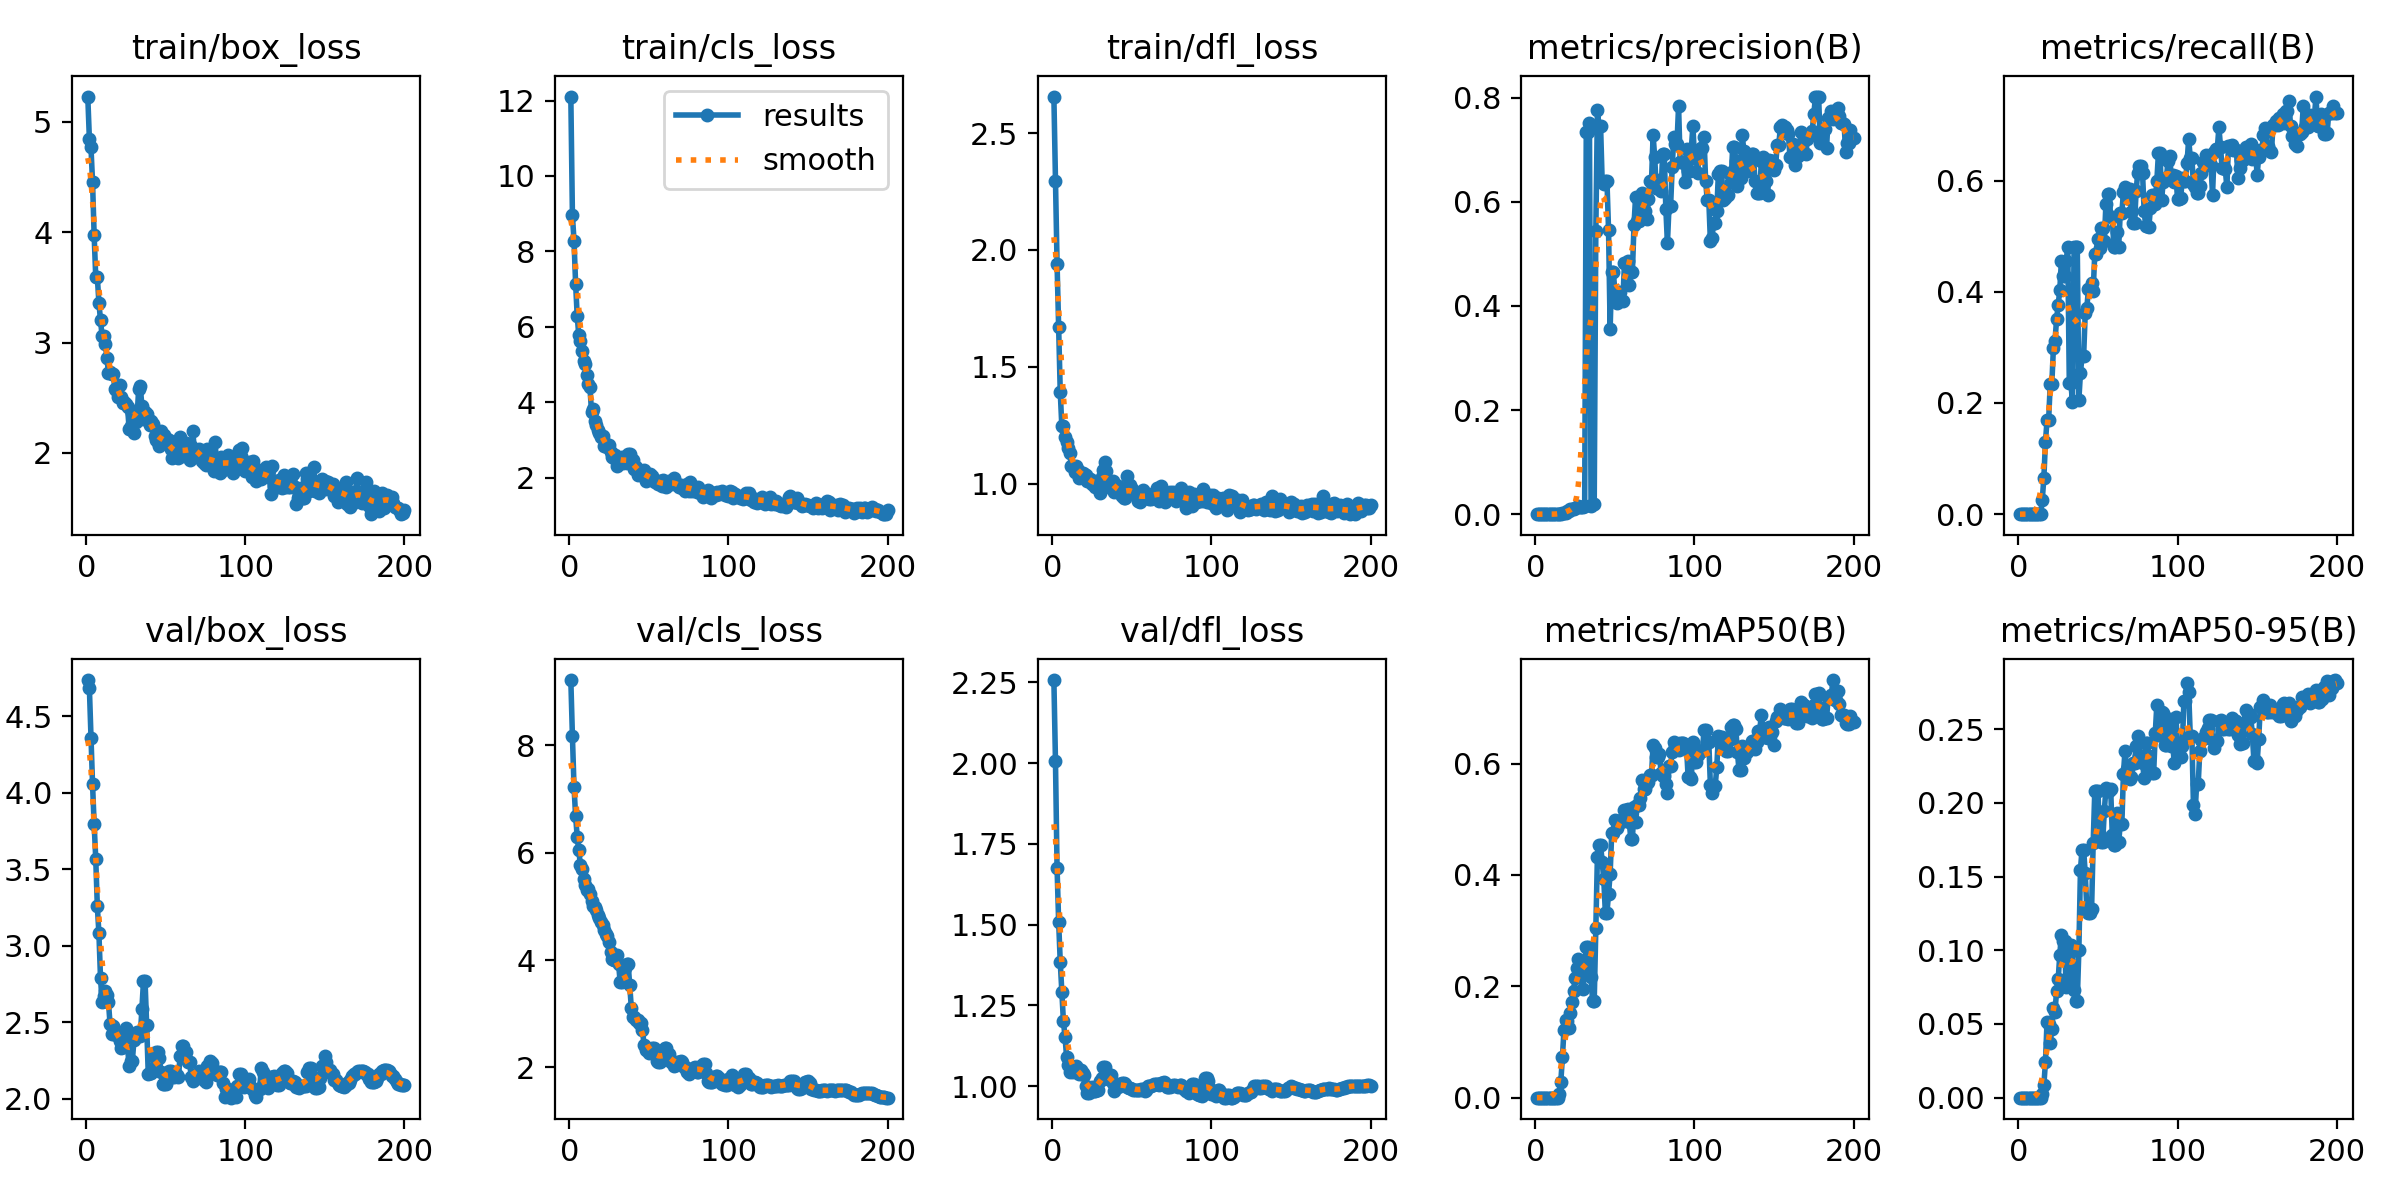 train/box_loss
train/cls_loss
train/dfl_loss
metrics/precision(B)
metrics/recall(B)
5
4
3
2
0 100 200
12
10
8
6
4
2
results
smooth
0 100 200
2.5
2.0
1.5
1.0
0 100 200
0.8
0.6
0.4
0.2
0.0
0 100 200
0.6
0.4
0.2
0.0
0 100 200
val/box_loss
val/cls_loss
val/dfl_loss
metrics/mAP50(B)
metrics/mAP50-95(B)
4.5
4.0
3.5
3.0
2.5
2.0
0 100 200
8
6
4
2
0 100 200
2.25
2.00
1.75
1.50
1.25
1.00
0 100 200
0.6
0.4
0.2
0.0
0 100 200
0.25
0.20
0.15
0.10
0.05
0.00
0 100 200